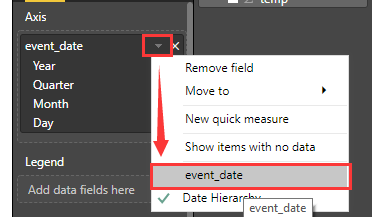 temp
Axis
event_date
Year
Quarter
Month
Day
Legend
Add data fields here
Remove field
Move to
New quick measure
Show items with no data
event_date
Date Hierarchy
event_date